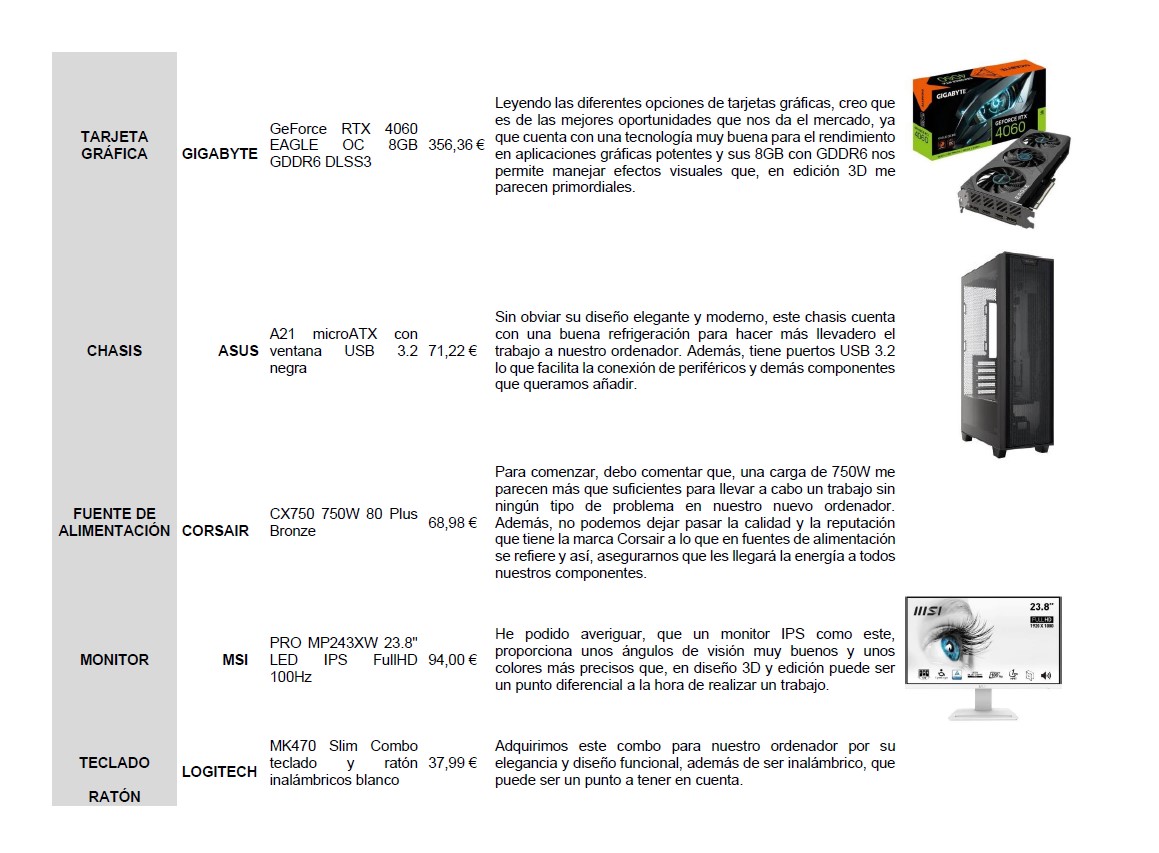 TARJETA
GRÁFICA
GIGABYTE
GeForce RTX 4060
EAGLE OC 8GB
GDDR6 DLSS3
356,36 €
Leyendo las diferentes opciones de tarjetas gráficas, creo que
es de las mejores oportunidades que nos da el mercado, ya
que cuenta con una tecnología muy buena para el rendimiento
en aplicaciones gráficas potentes y sus 8GB con GDDR6 nos
permite manejar efectos visuales que, en edición 3D me
parecen primordiales.
GIGABYTE
GEFORCE RTX
4060
CHASIS
ASUS
A21 microATX con
ventana USB 3.2
negra
71,22 €
Sin obviar su diseño elegante y moderno, este chasis cuenta
con una buena refrigeración para hacer más llevadero el
trabajo a nuestro ordenador. Además, tiene puertos USB 3.2
lo que facilita la conexión de periféricos y demás componentes
que queramos añadir.
FUENTE DE
ALIMENTACIÓN
CORSAIR
CX750 750W 80 Plus
Bronze
68,98 €
Para comenzar, debo comentar que, una carga de 750W me
parecen más que suficientes para llevar a cabo un trabajo sin
ningún tipo de problema en nuestro nuevo ordenador.
Además, no podemos dejar pasar la calidad y la reputación
que tiene la marca Corsair a lo que en fuentes de alimentación
se refiere y así, asegurarnos que les llegará la energía a todos
nuestros componentes.
MONITOR
MSI
PRO MP243XW 23.8"
LED IPS FullHD
100Hz
94,00 €
He podido averiguar, que un monitor IPS como este,
proporciona unos ángulos de visión muy buenos y unos
colores más precisos que, en diseño 3D y edición puede ser
un punto diferencial a la hora de realizar un trabajo.
MSI
23.8"
FULL HD
1920 X 1080
TECLADO
RATÓN
LOGITECH
MK470 Slim Combo
teclado y ratón
inalámbricos blanco
37,99 €
Adquirimos este combo para nuestro ordenador por su
elegancia y diseño funcional, además de ser inalámbrico, que
puede ser un punto a tener en cuenta.